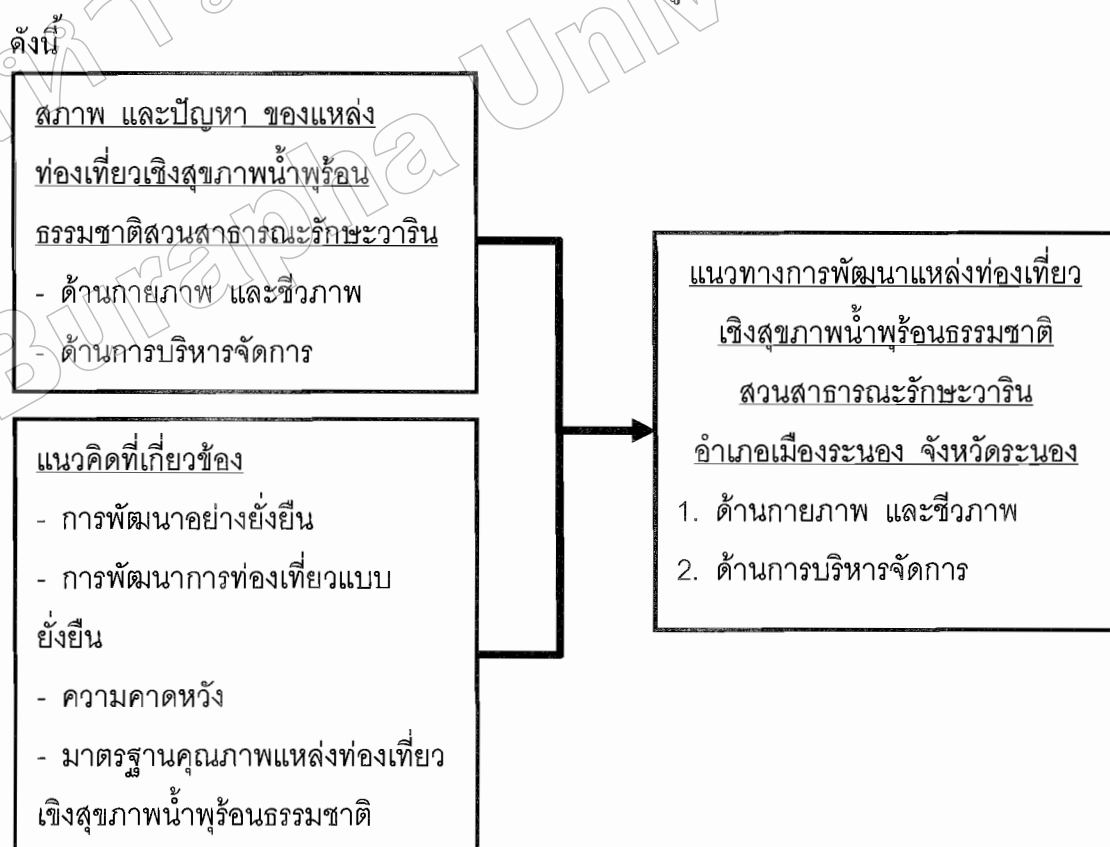 ดังนี้
สภาพ และปัญหา ของแหล่ง
ท่องเที่ยวเชิงสุขภาพน้ำพุร้อน
ธรรมชาติสวนสาธารณะรักษะวาริน
- ด้านกายภาพ และชีวภาพ
- ด้านการบริหารจัดการ
แนวคิดที่เกี่ยวข้อง
- การพัฒนาอย่างยั่งยืน
- การพัฒนาการท่องเที่ยวแบบ
ยั่งยืน
- ความคาดหวัง
- มาตรฐานคุณภาพแหล่งท่องเที่ยว
เชิงสุขภาพน้ำพุร้อนธรรมชาติ
แนวทางการพัฒนาแหล่งท่องเที่ยว
เชิงสุขภาพน้ำพุร้อนธรรมชาติ
สวนสาธารณะรักษะวาริน
อำเภอเมืองระนอง จังหวัดระนอง
1. ด้านกายภาพ และชีวภาพ
2. ด้านการบริหารจัดการ
Burapha Univ